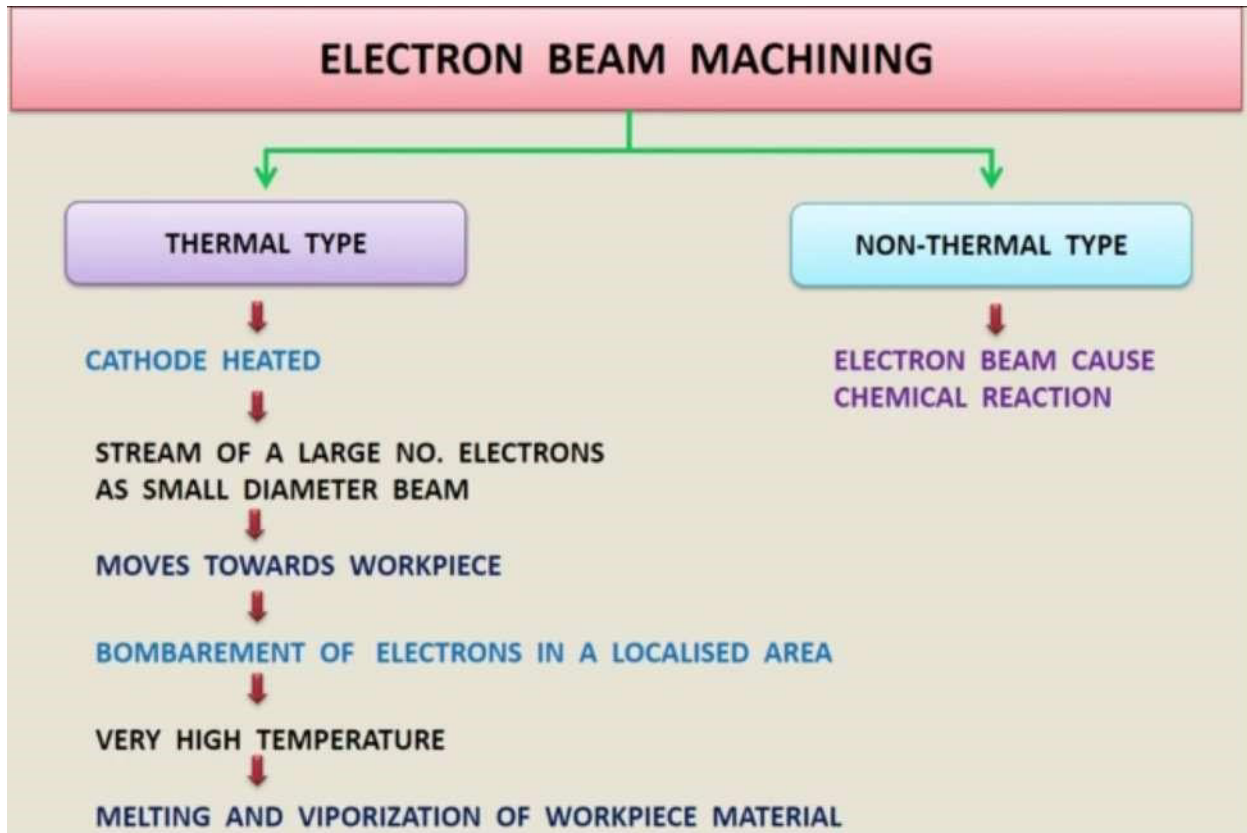 ELECTRON BEAM MACHINING
THERMAL TYPE
NON-THERMAL TYPE
CATHODE HEATED
ELECTRON BEAM CAUSE
CHEMICAL REACTION
STREAM OF A LARGE NO. ELECTRONS
AS SMALL DIAMETER BEAM
MOVES TOWARDS WORKPIECE
BOMBAREMENT OF ELECTRONS IN A LOCALISED AREA
VERY HIGH TEMPERATURE
MELTING AND VIPORIZATION OF WORKPIECE MATERIAL